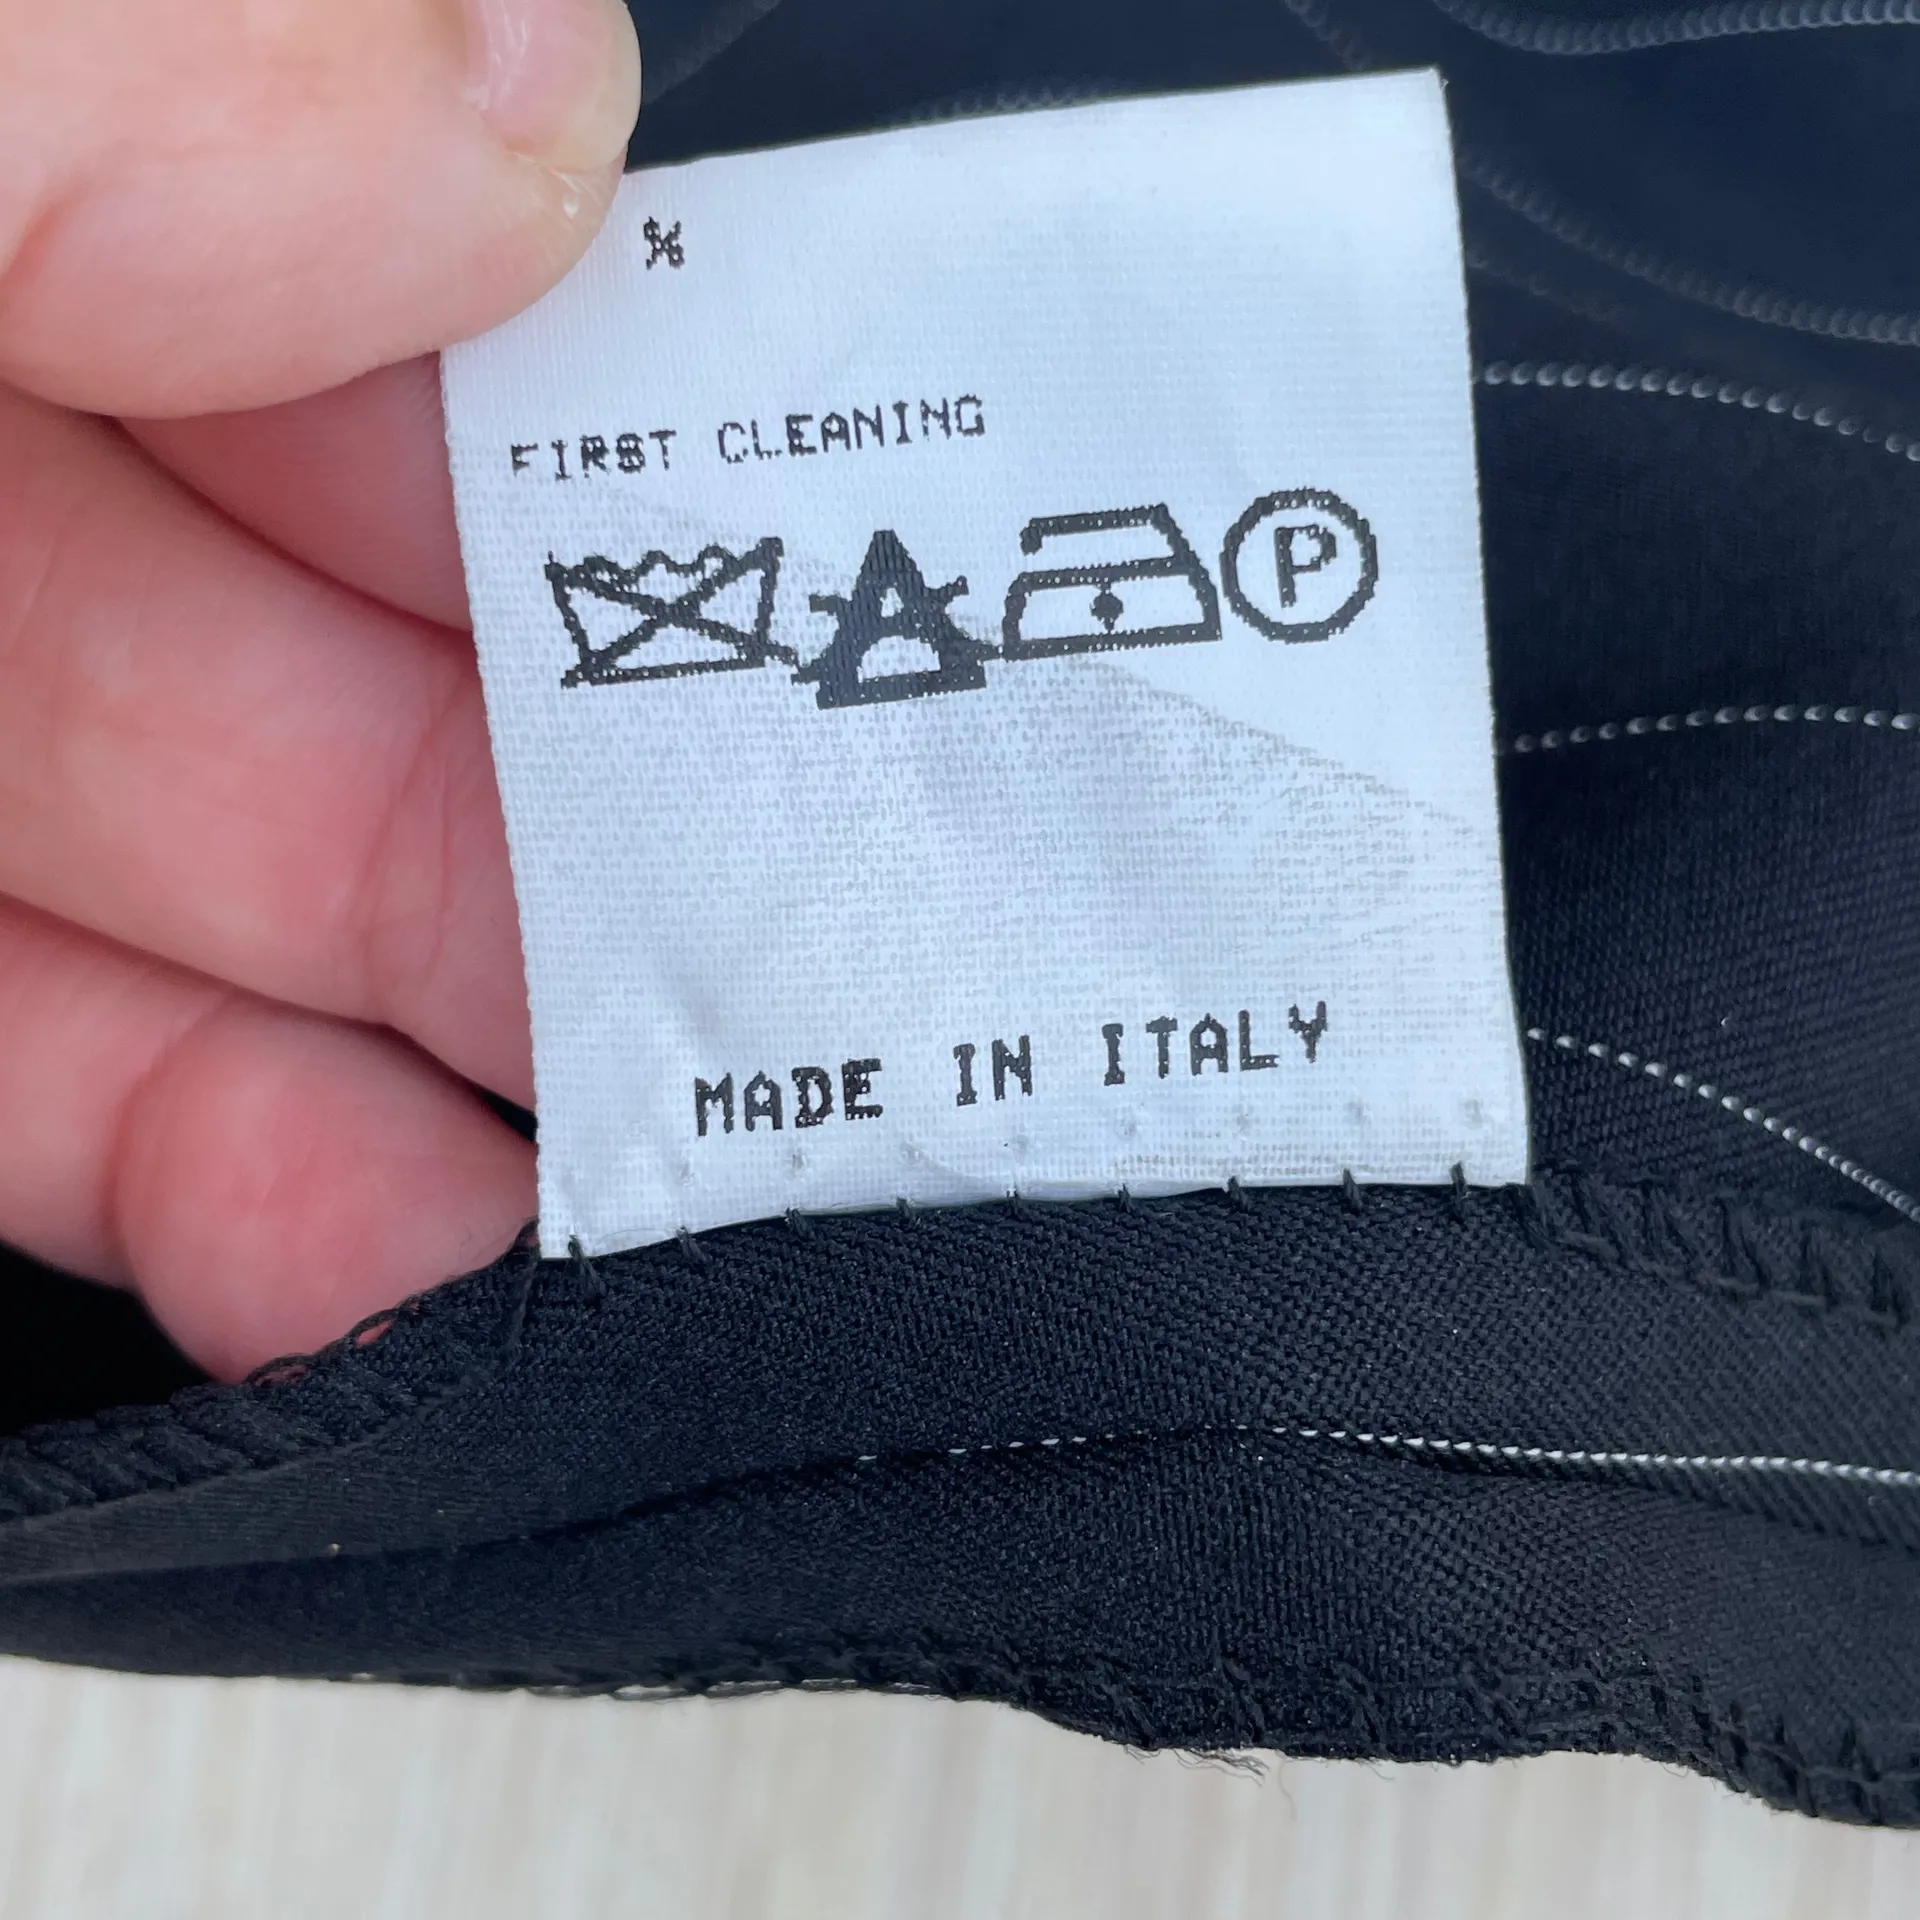 %
FIRST CLEANING
P
MADE IN ITALY